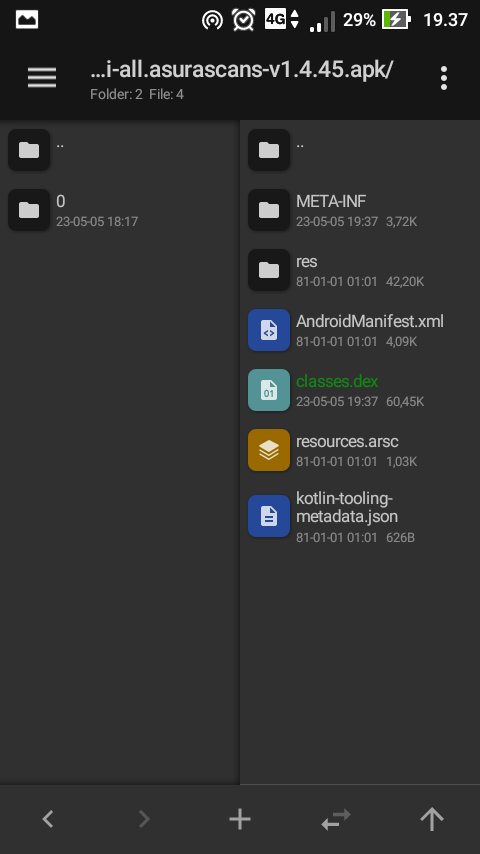 4G 29% 19.37
...i-all.asurascans-v1.4.45.apk/
Folder: 2 File: 4
..
0
23-05-05 18:17
..
META-INF
23-05-05 19:37 3,72K
res
81-01-01 01:01 42,20K
AndroidManifest.xml
81-01-01 01:01 4,09K
01
classes.dex
23-05-05 19:37 60,45K
resources.arsc
81-01-01 01:01 1,03K
kotlin-tooling-
metadata.json
81-01-01 01:01 626B